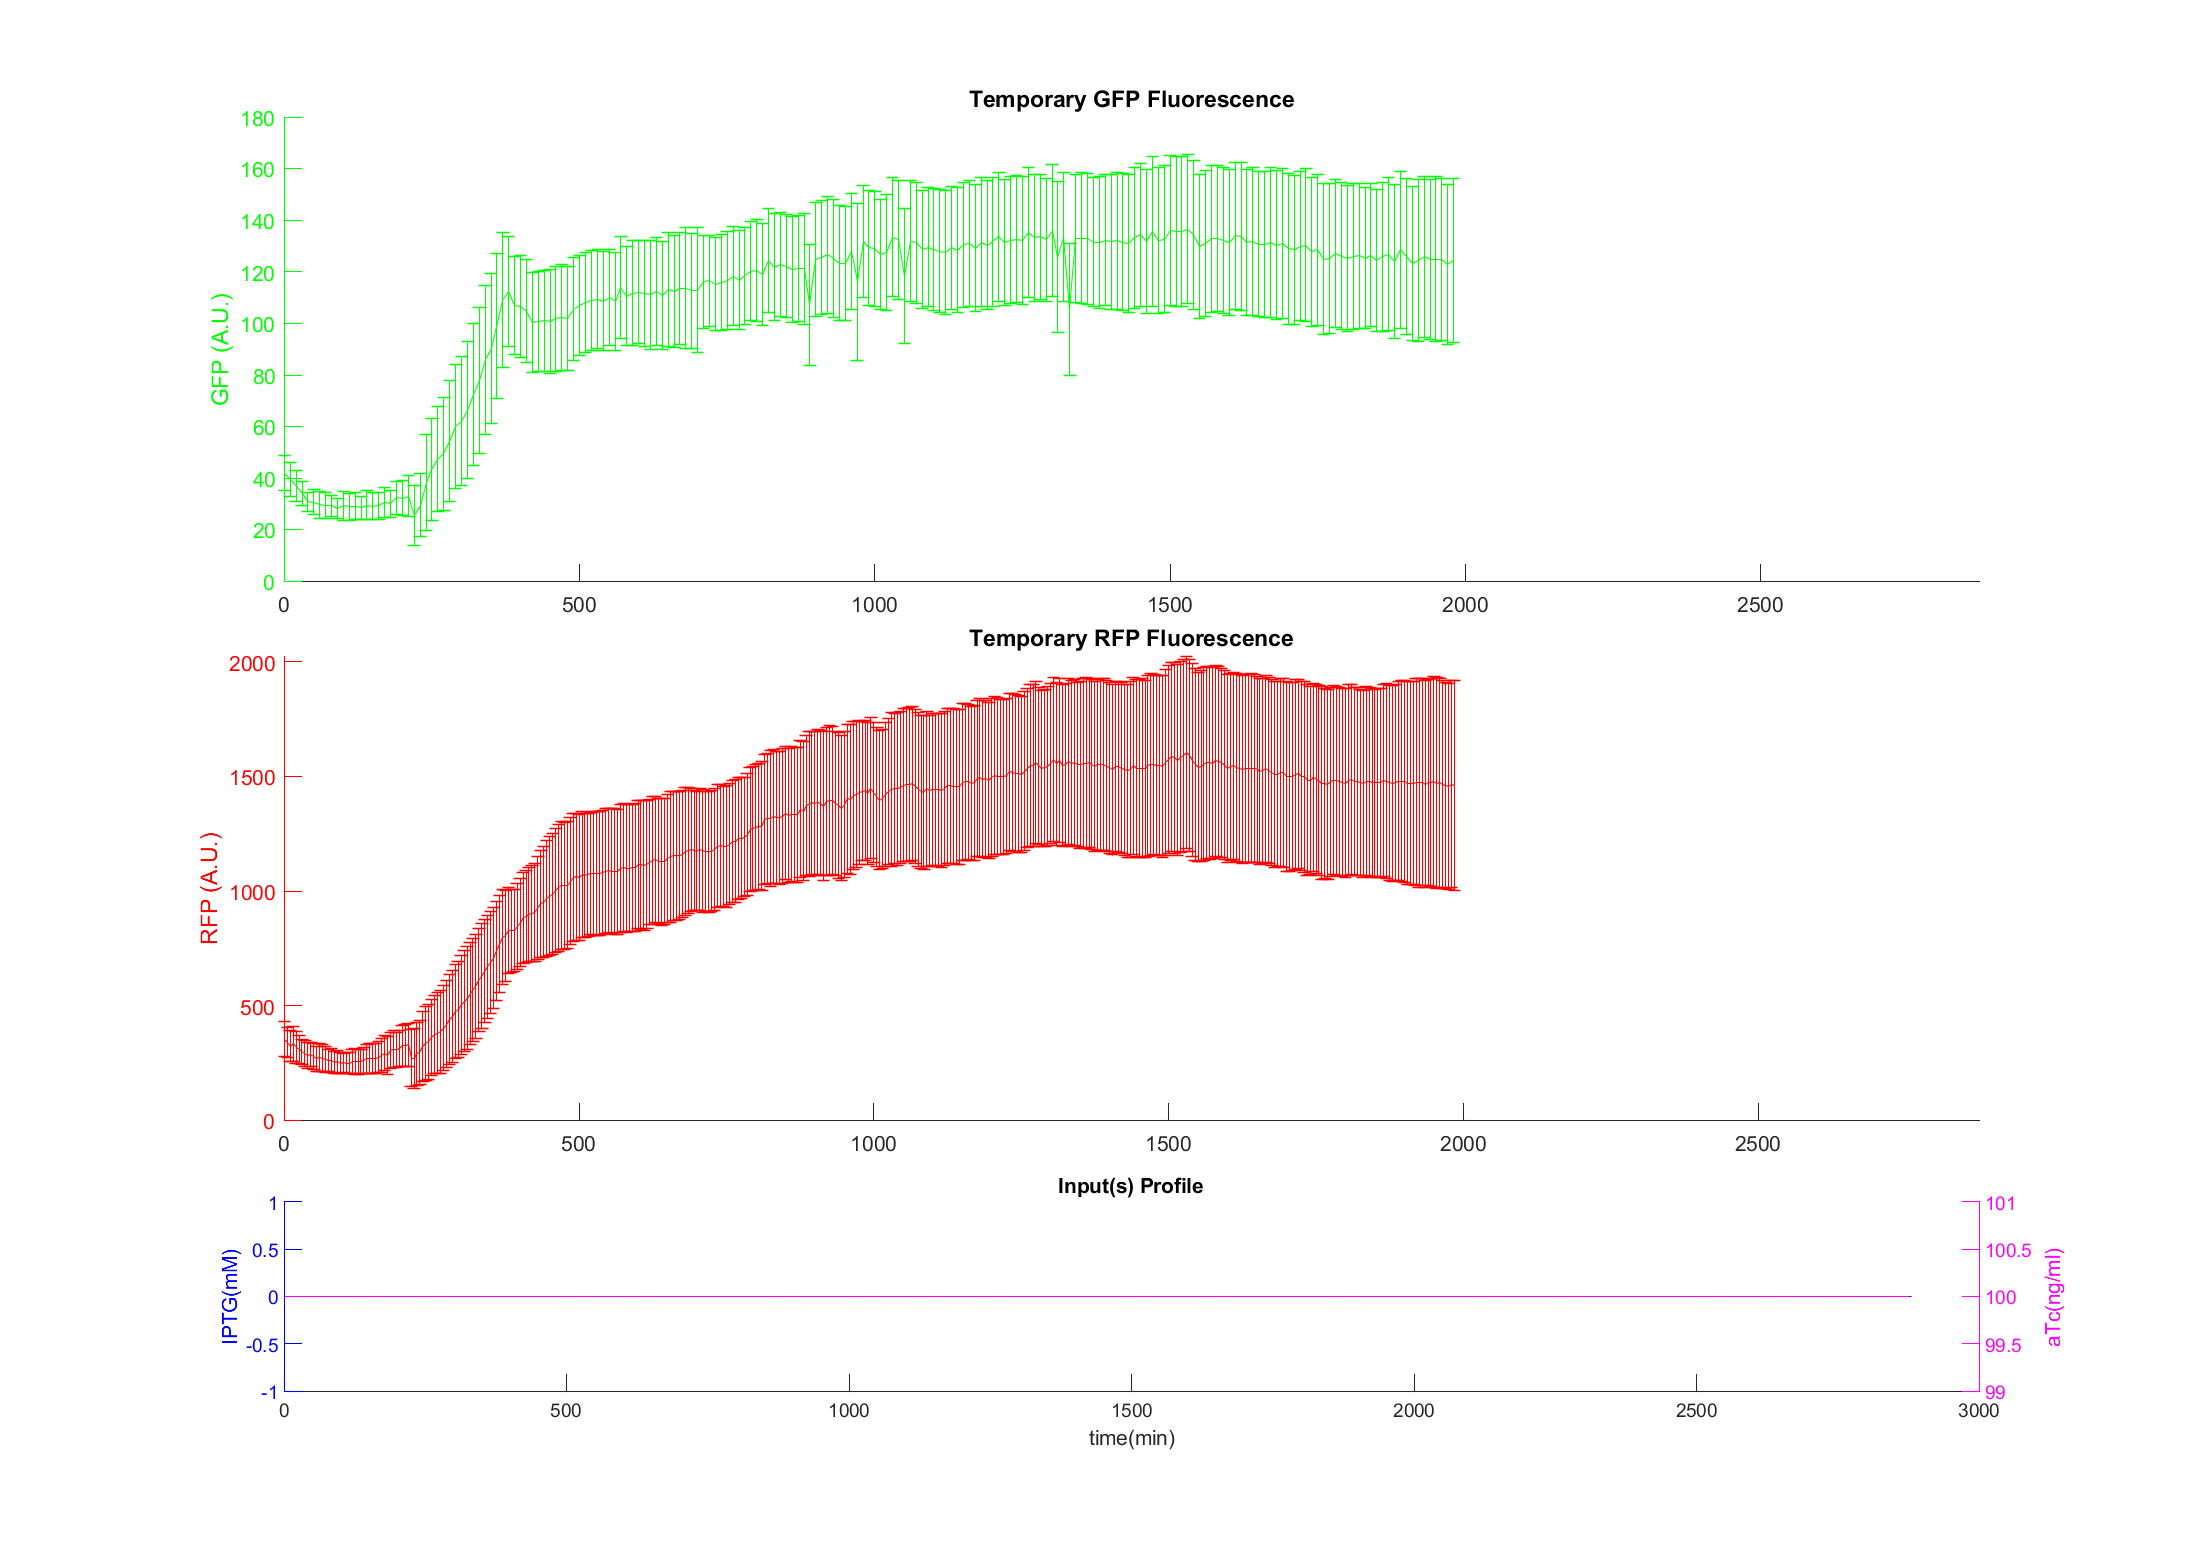 Temporary GFP Fluorescence
180
160
140
120
100
80
60
40
20
0
GFP (A.U.)
0 500 1000 1500 2000 2500
Temporary RFP Fluorescence
2000
1500
1000
500
0
RFP (A.U.)
0 500 1000 1500 2000 2500
Input(s) Profile
1 101
0.5 100.5
0 100
-0.5 99.5
-1 99
IPTG(mM)
aTc(ng/ml)
0 500 1000 1500 2000 2500 3000
time(min)